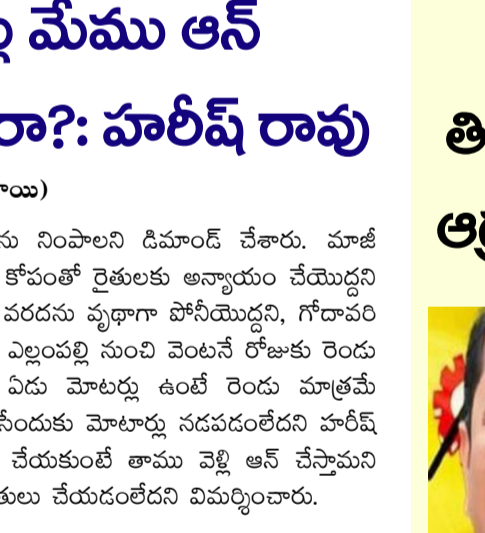 మేము ఆన్
రా?: హరీష్ రావు
ను నింపాలని డిమాండ్ చేశారు. మాజీ
కోపంతో రైతులకు అన్యాయం చేయొద్దని
వరదను వృథాగా పోనీయొద్దని, గోదావరి
ఎల్లంపల్లి నుంచి వెంటనే రోజుకు రెండు
ఏడు మోటర్లు ఉంటే రెండు మాత్రమే
సేందుకు మోటార్లు నడపడంలేదని హరీష్
చేయకుంటే తాము వెళ్లి ఆన్ చేస్తామని
తులు చేయడంలేదని విమర్శించారు.
తి